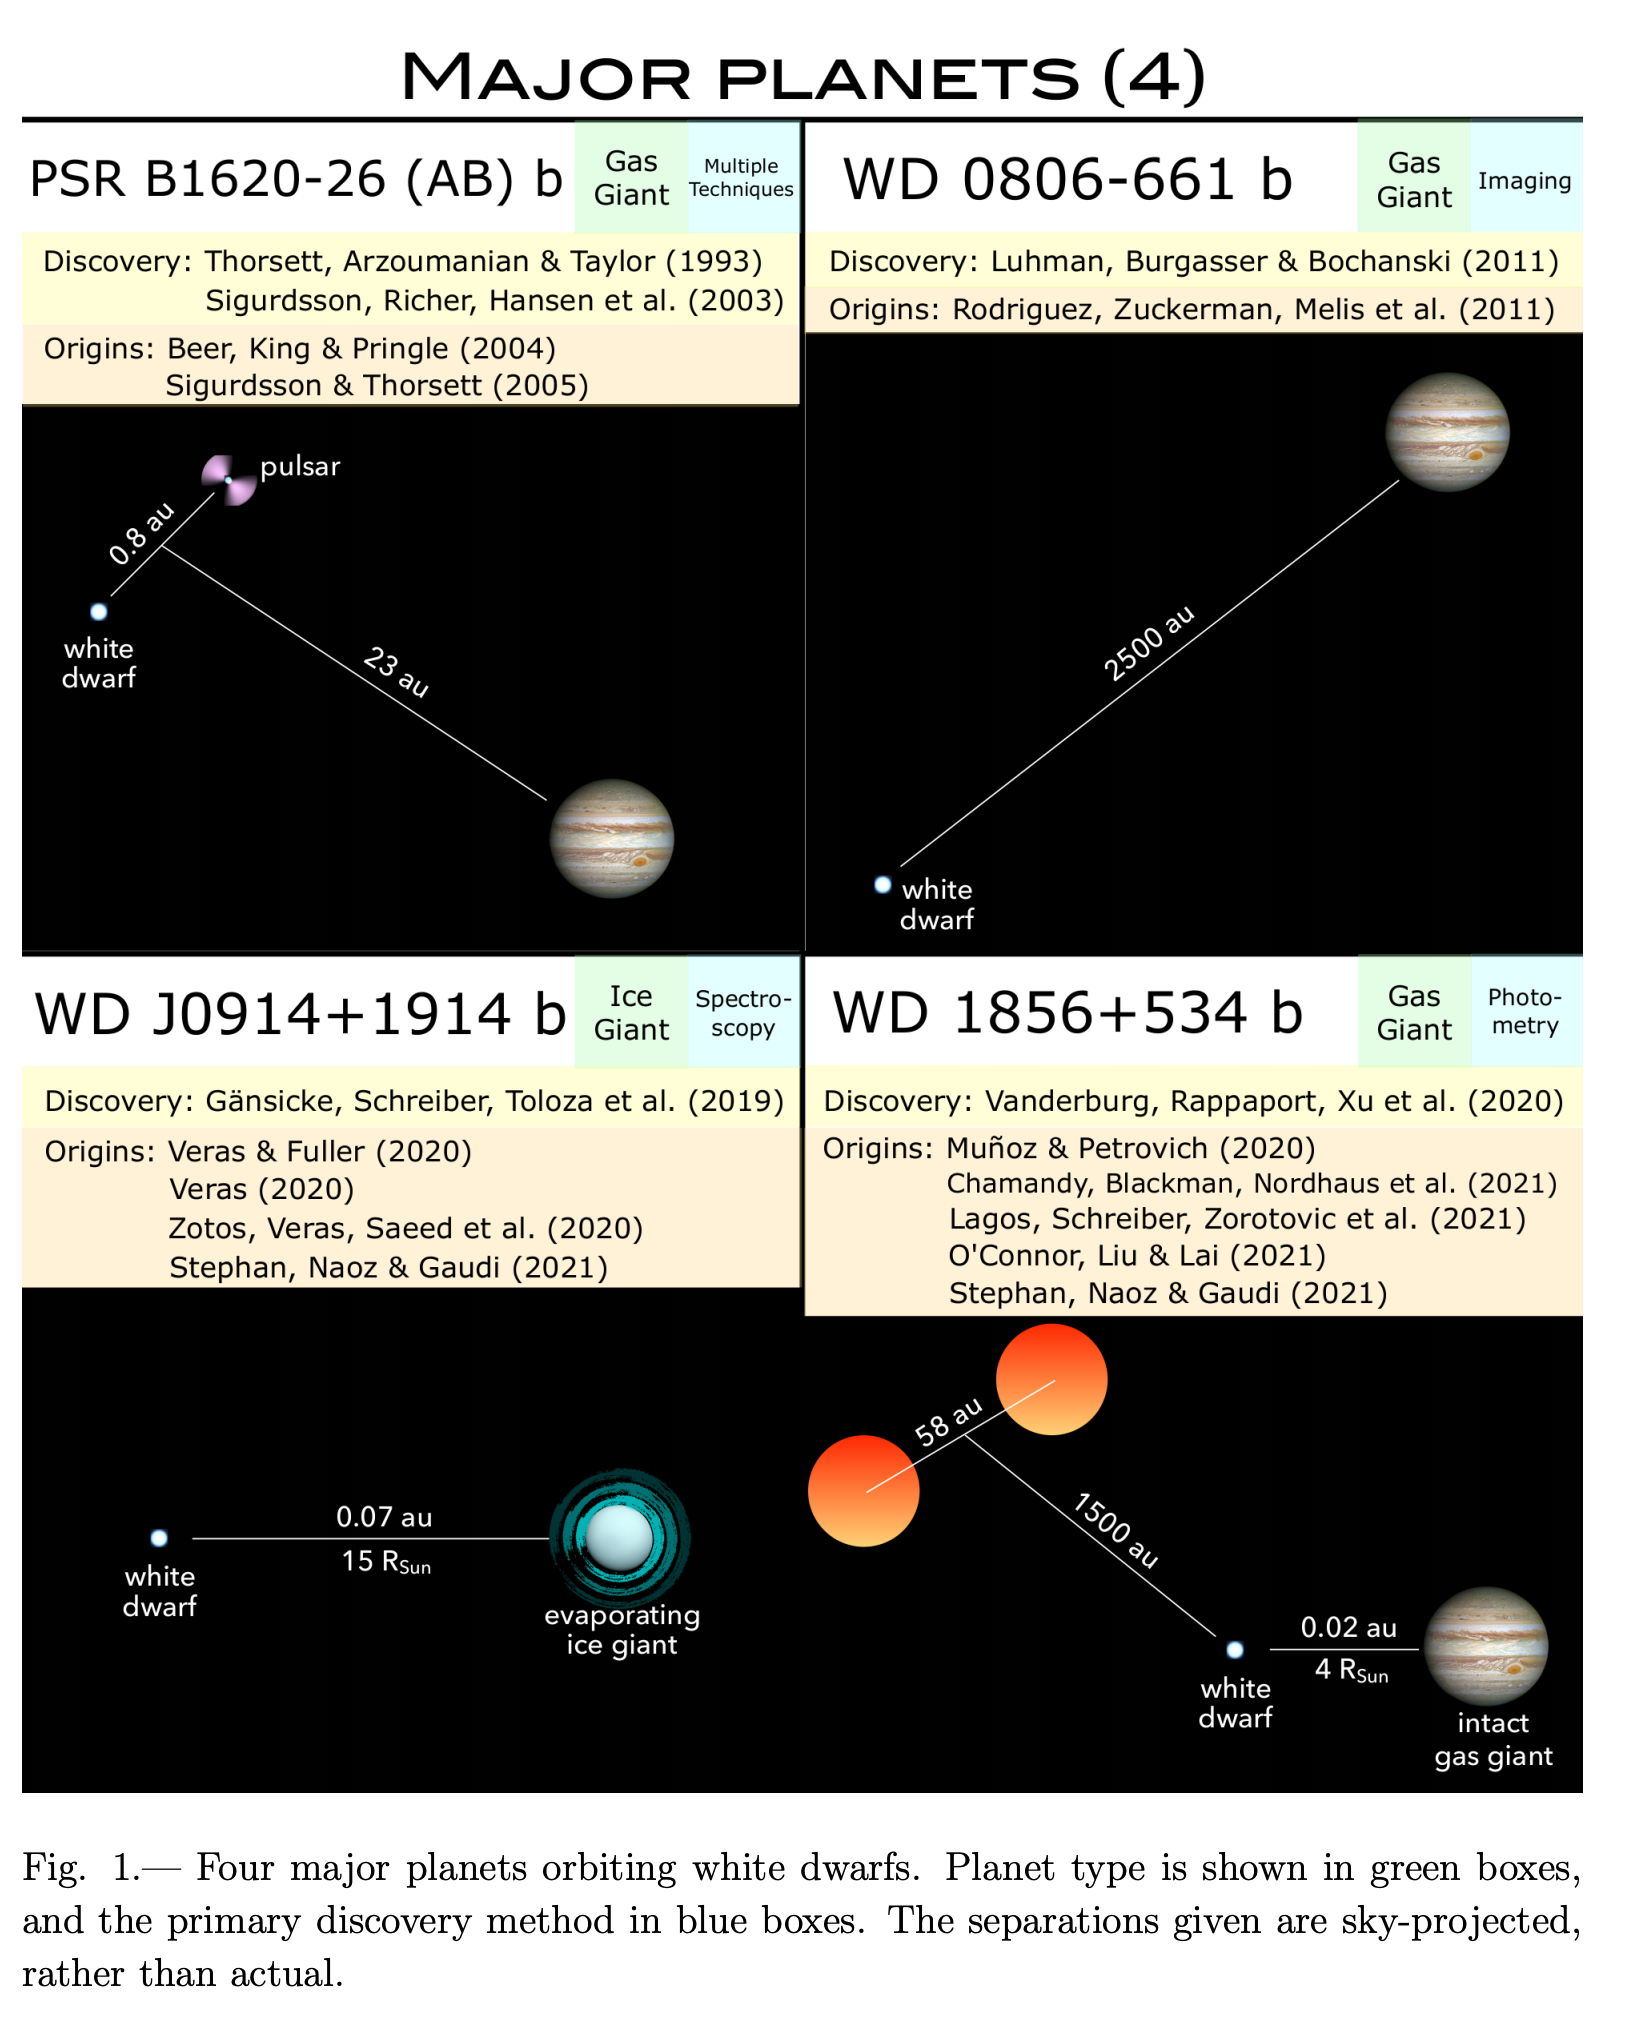 MAJOR PLANETS (4)
PSR B1620-26 (AB) b
Gas
Giant
Multiple
Techniques
Discovery: Thorsett, Arzoumanian & Taylor (1993)
Sigurdsson, Richer, Hansen et al. (2003)
Origins: Beer, King & Pringle (2004)
Sigurdsson & Thorsett (2005)
pulsar
0.8 au
white
dwarf
23 au
WD 0806-661 b
Gas
Giant
Imaging
Discovery: Luhman, Burgasser & Bochanski (2011)
Origins: Rodriguez, Zuckerman, Melis et al. (2011)
2500 au
white
dwarf
WD J0914+1914 b
Ice
Giant
Spectro-
scopy
Discovery: Gänsicke, Schreiber, Toloza et al. (2019)
Origins: Veras & Fuller (2020)
Veras (2020)
Zotos, Veras, Saeed et al. (2020)
Stephan, Naoz & Gaudi (2021)
0.07 au
15 RSun
white
dwarf
evaporating
ice giant
WD 1856+534 b
Gas
Giant
Photo-
metry
Discovery: Vanderburg, Rappaport, Xu et al. (2020)
Origins: Muñoz & Petrovich (2020)
Chamandy, Blackman, Nordhaus et al. (2021)
Lagos, Schreiber, Zorotovic et al. (2021)
O'Connor, Liu & Lai (2021)
Stephan, Naoz & Gaudi (2021)
58 au
1500 au
0.02 au
4 RSun
white
dwarf
intact
gas giant
Fig. 1.— Four major planets orbiting white dwarfs. Planet type is shown in green boxes,
and the primary discovery method in blue boxes. The separations given are sky-projected,
rather than actual.